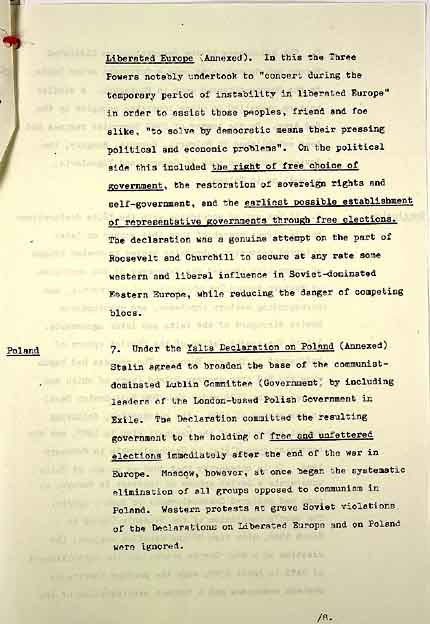 Liberated Europe (Annexed). In this the Three
Powers notably undertook to "concert during the
temporary period of instability in liberated Europe"
in order to assist those peoples, friend and foe
alike, "to solve by democratic means their pressing
political and economic problems". On the political
side this included the right of free choice of
government, the restoration of sovereign rights and
self-government, and the earliest possible establishment
of representative governments through free elections.
The declaration was a genuine attempt on the part of
Roosevelt and Churchill to secure at any rate some
western and liberal influence in Soviet-dominated
Eastern Europe, while reducing the danger of competing
blocs.
Poland 7. Under the Yalta Declaration on Poland (Annexed)
Stalin agreed to broaden the base of the communist-
dominated Lublin Committee (Government) by including
leaders of the London-based Polish Government in
Exile. The Declaration committed the resulting
government to the holding of free and unfettered
elections immediately after the end of the war in
Europe. Moscow, however, at once began the systematic
elimination of all groups opposed to communism in
Poland. Western protests at grave Soviet violations
of the Declarations on Liberated Europe and on Poland
were ignored.
/8.